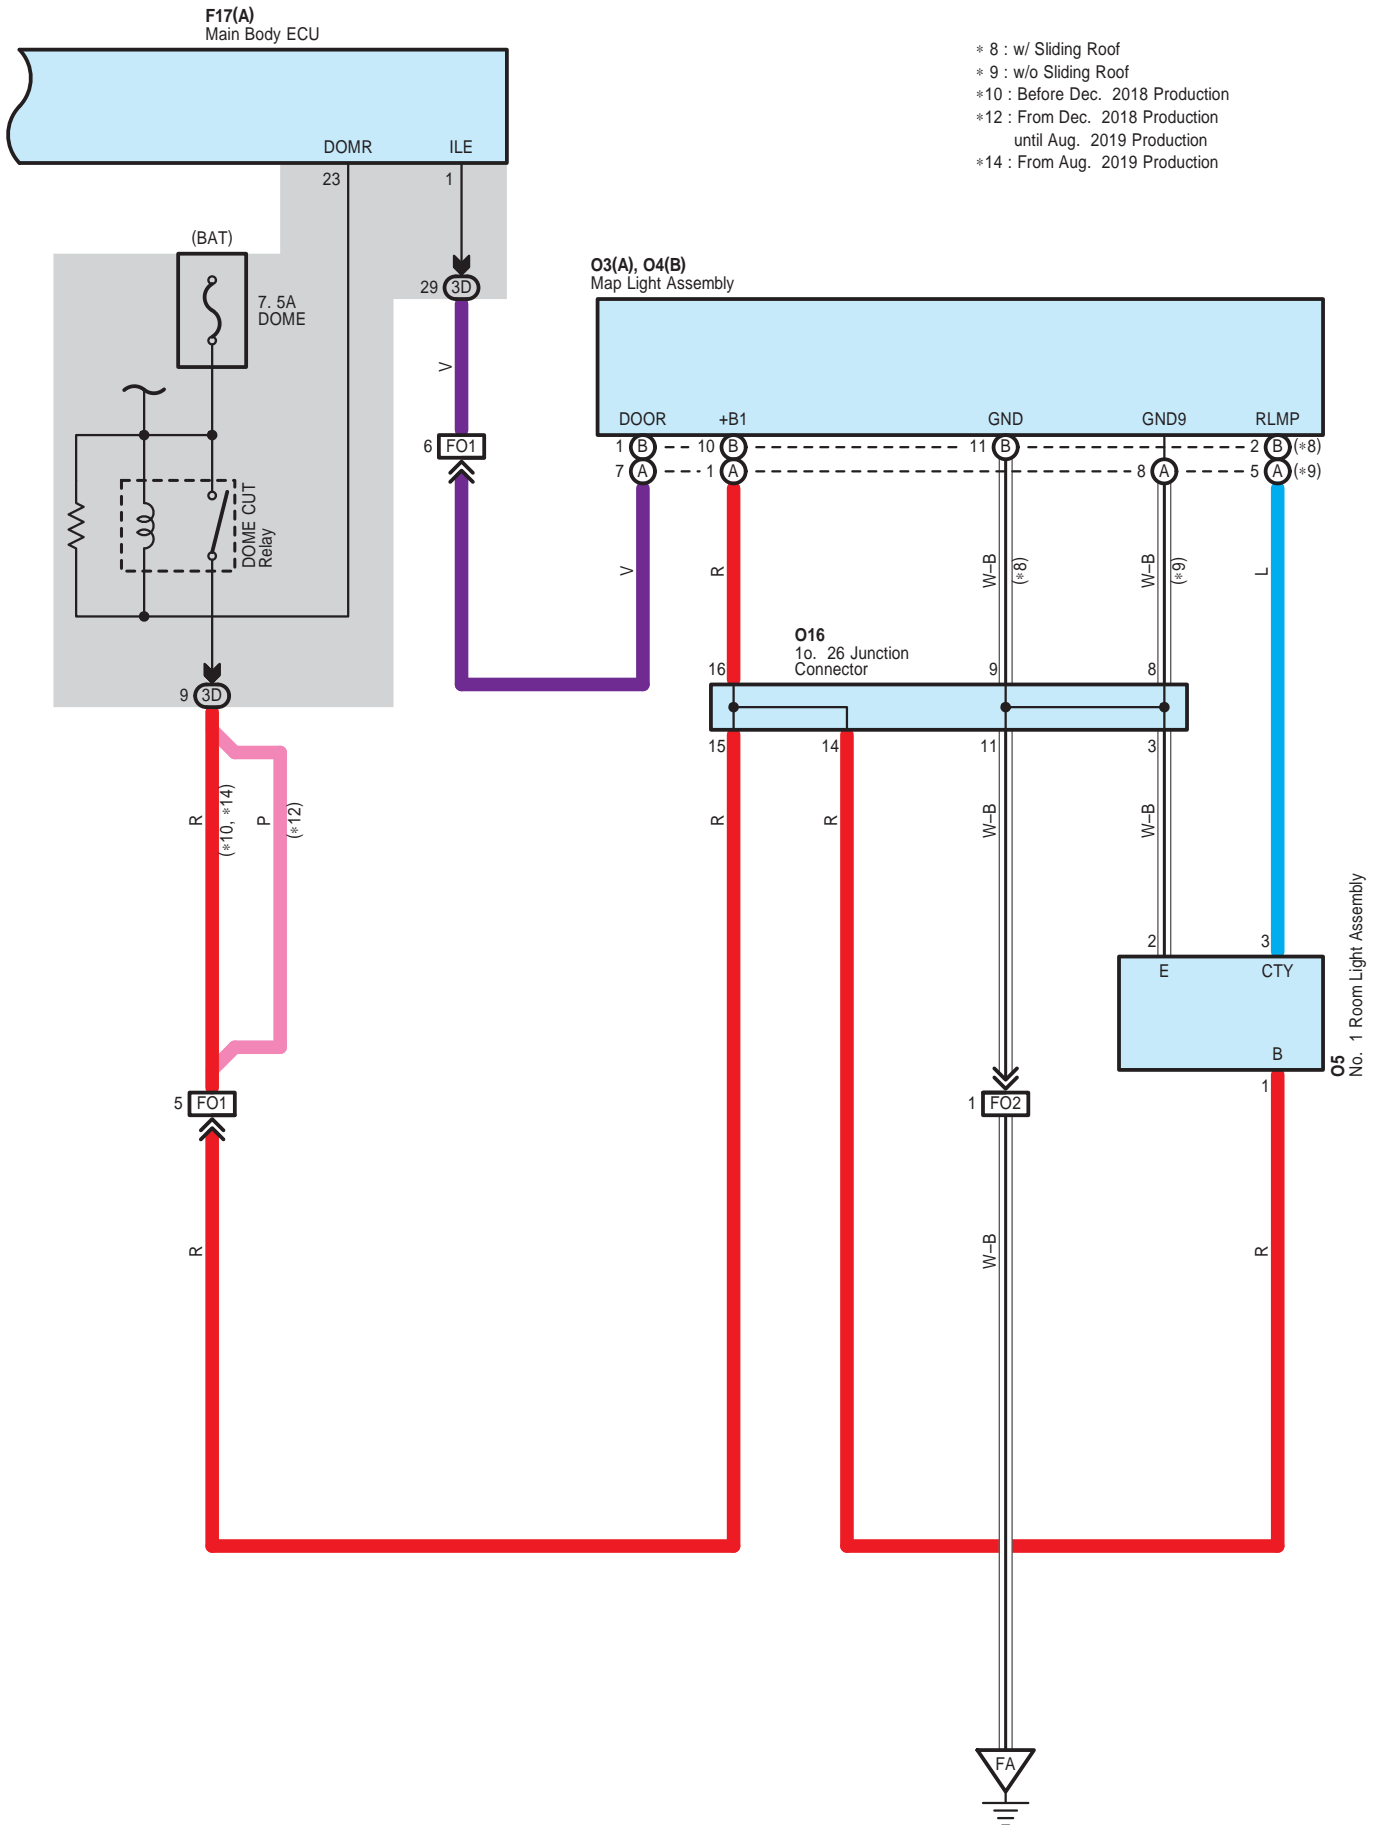 F17(A)
Main Body ECU
* 8 : w/ Sliding Roof
* 9 : w/o Sliding Roof
*10 : Before Dec. 2018 Production
*12 : From Dec. 2018 Production
until Aug. 2019 Production
*14 : From Aug. 2019 Production
DOMR
ILE
23
1
(BAT)
7. 5A
DOME
29
3D
V
6
FO1
DOME CUT
Relay
9
3D
O3(A), O4(B)
Map Light Assembly
DOOR
+B1
GND
GND9
RLMP
1
B
10
B
11
B
2
B
(*8)
7
A
1
A
8
A
5
A
(*9)
V
R
W–B
(*8)
W–B
(*9)
L
O16
1o. 26 Junction
Connector
16
9
8
15
14
11
3
R
(*10, *14)
P
(*12)
R
R
W–B
W–B
2
3
E
CTY
B
1
O5
No. 1 Room Light Assembly
5
FO1
1
FO2
R
W–B
R
FA